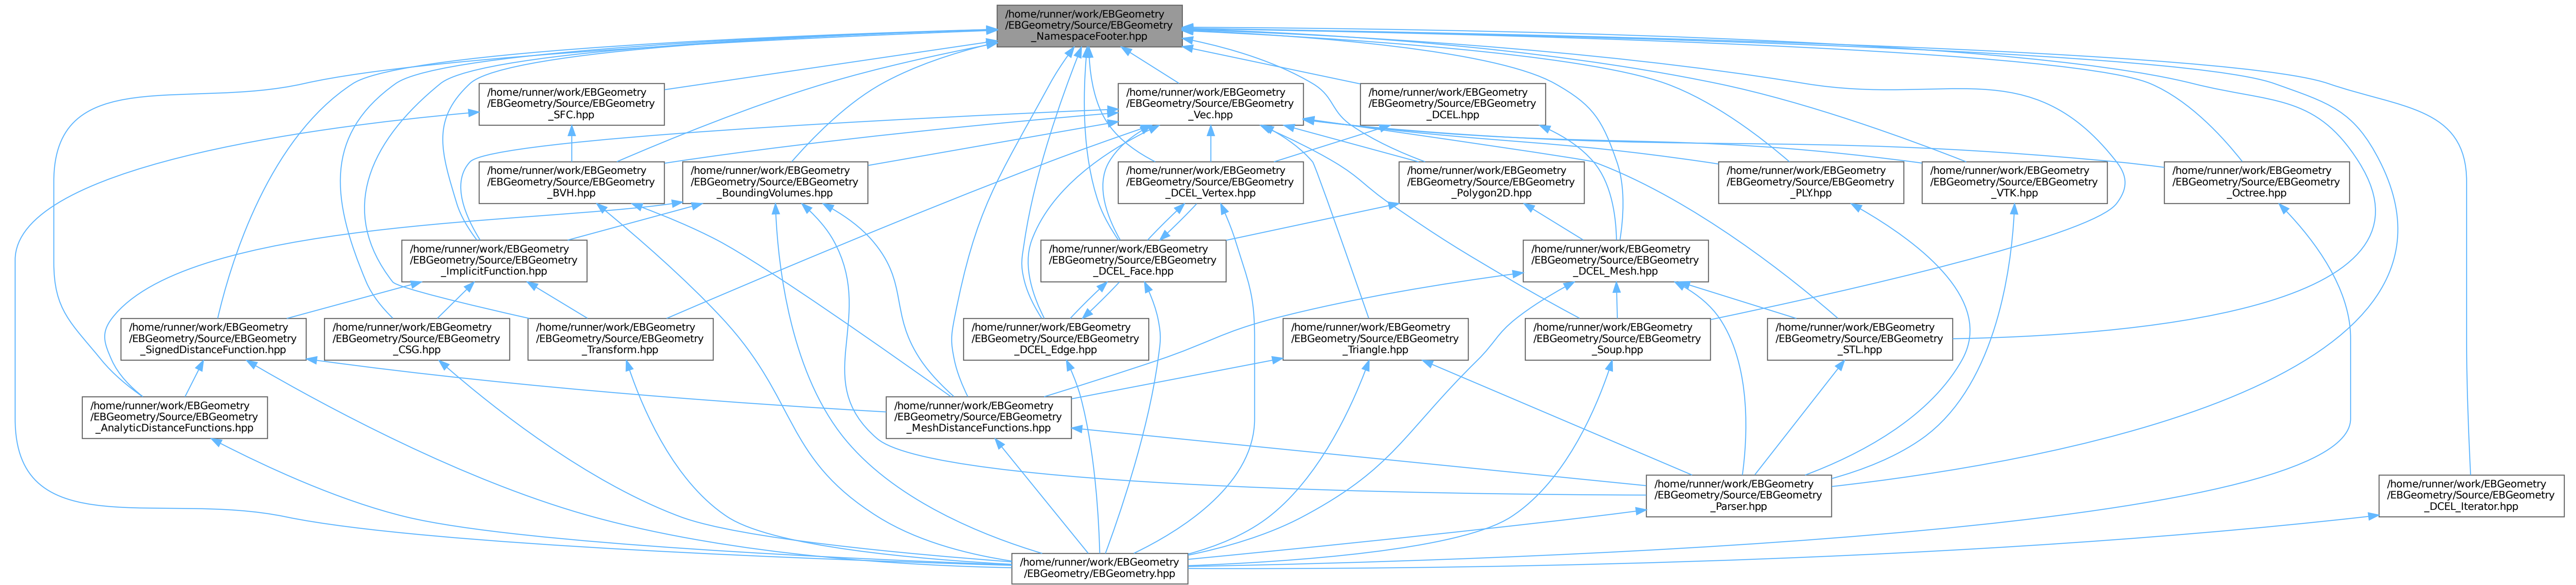 /home/runner/work/EBGeometry
/EBGeometry/Source/EBGeometry
_NamespaceFooter.hpp
/home/runner/work/EBGeometry
/EBGeometry/Source/EBGeometry
_SFC.hpp
/home/runner/work/EBGeometry
/EBGeometry/Source/EBGeometry
_Vec.hpp
/home/runner/work/EBGeometry
/EBGeometry/Source/EBGeometry
_DCEL.hpp
/home/runner/work/EBGeometry
/EBGeometry/Source/EBGeometry
_BVH.hpp
/home/runner/work/EBGeometry
/EBGeometry/Source/EBGeometry
_BoundingVolumes.hpp
/home/runner/work/EBGeometry
/EBGeometry/Source/EBGeometry
_DCEL_Vertex.hpp
/home/runner/work/EBGeometry
/EBGeometry/Source/EBGeometry
_Polygon2D.hpp
/home/runner/work/EBGeometry
/EBGeometry/Source/EBGeometry
_PLY.hpp
/home/runner/work/EBGeometry
/EBGeometry/Source/EBGeometry
_VTK.hpp
/home/runner/work/EBGeometry
/EBGeometry/Source/EBGeometry
_Octree.hpp
/home/runner/work/EBGeometry
/EBGeometry/Source/EBGeometry
_ImplicitFunction.hpp
/home/runner/work/EBGeometry
/EBGeometry/Source/EBGeometry
_DCEL_Face.hpp
/home/runner/work/EBGeometry
/EBGeometry/Source/EBGeometry
_DCEL_Mesh.hpp
/home/runner/work/EBGeometry
/EBGeometry/Source/EBGeometry
_SignedDistanceFunction.hpp
/home/runner/work/EBGeometry
/EBGeometry/Source/EBGeometry
_CSG.hpp
/home/runner/work/EBGeometry
/EBGeometry/Source/EBGeometry
_Transform.hpp
/home/runner/work/EBGeometry
/EBGeometry/Source/EBGeometry
_DCEL_Edge.hpp
/home/runner/work/EBGeometry
/EBGeometry/Source/EBGeometry
_Triangle.hpp
/home/runner/work/EBGeometry
/EBGeometry/Source/EBGeometry
_Soup.hpp
/home/runner/work/EBGeometry
/EBGeometry/Source/EBGeometry
_STL.hpp
/home/runner/work/EBGeometry
/EBGeometry/Source/EBGeometry
_AnalyticDistanceFunctions.hpp
/home/runner/work/EBGeometry
/EBGeometry/Source/EBGeometry
_MeshDistanceFunctions.hpp
/home/runner/work/EBGeometry
/EBGeometry/Source/EBGeometry
_Parser.hpp
/home/runner/work/EBGeometry
/EBGeometry/Source/EBGeometry
_DCEL_Iterator.hpp
/home/runner/work/EBGeometry
/EBGeometry/EBGeometry.hpp